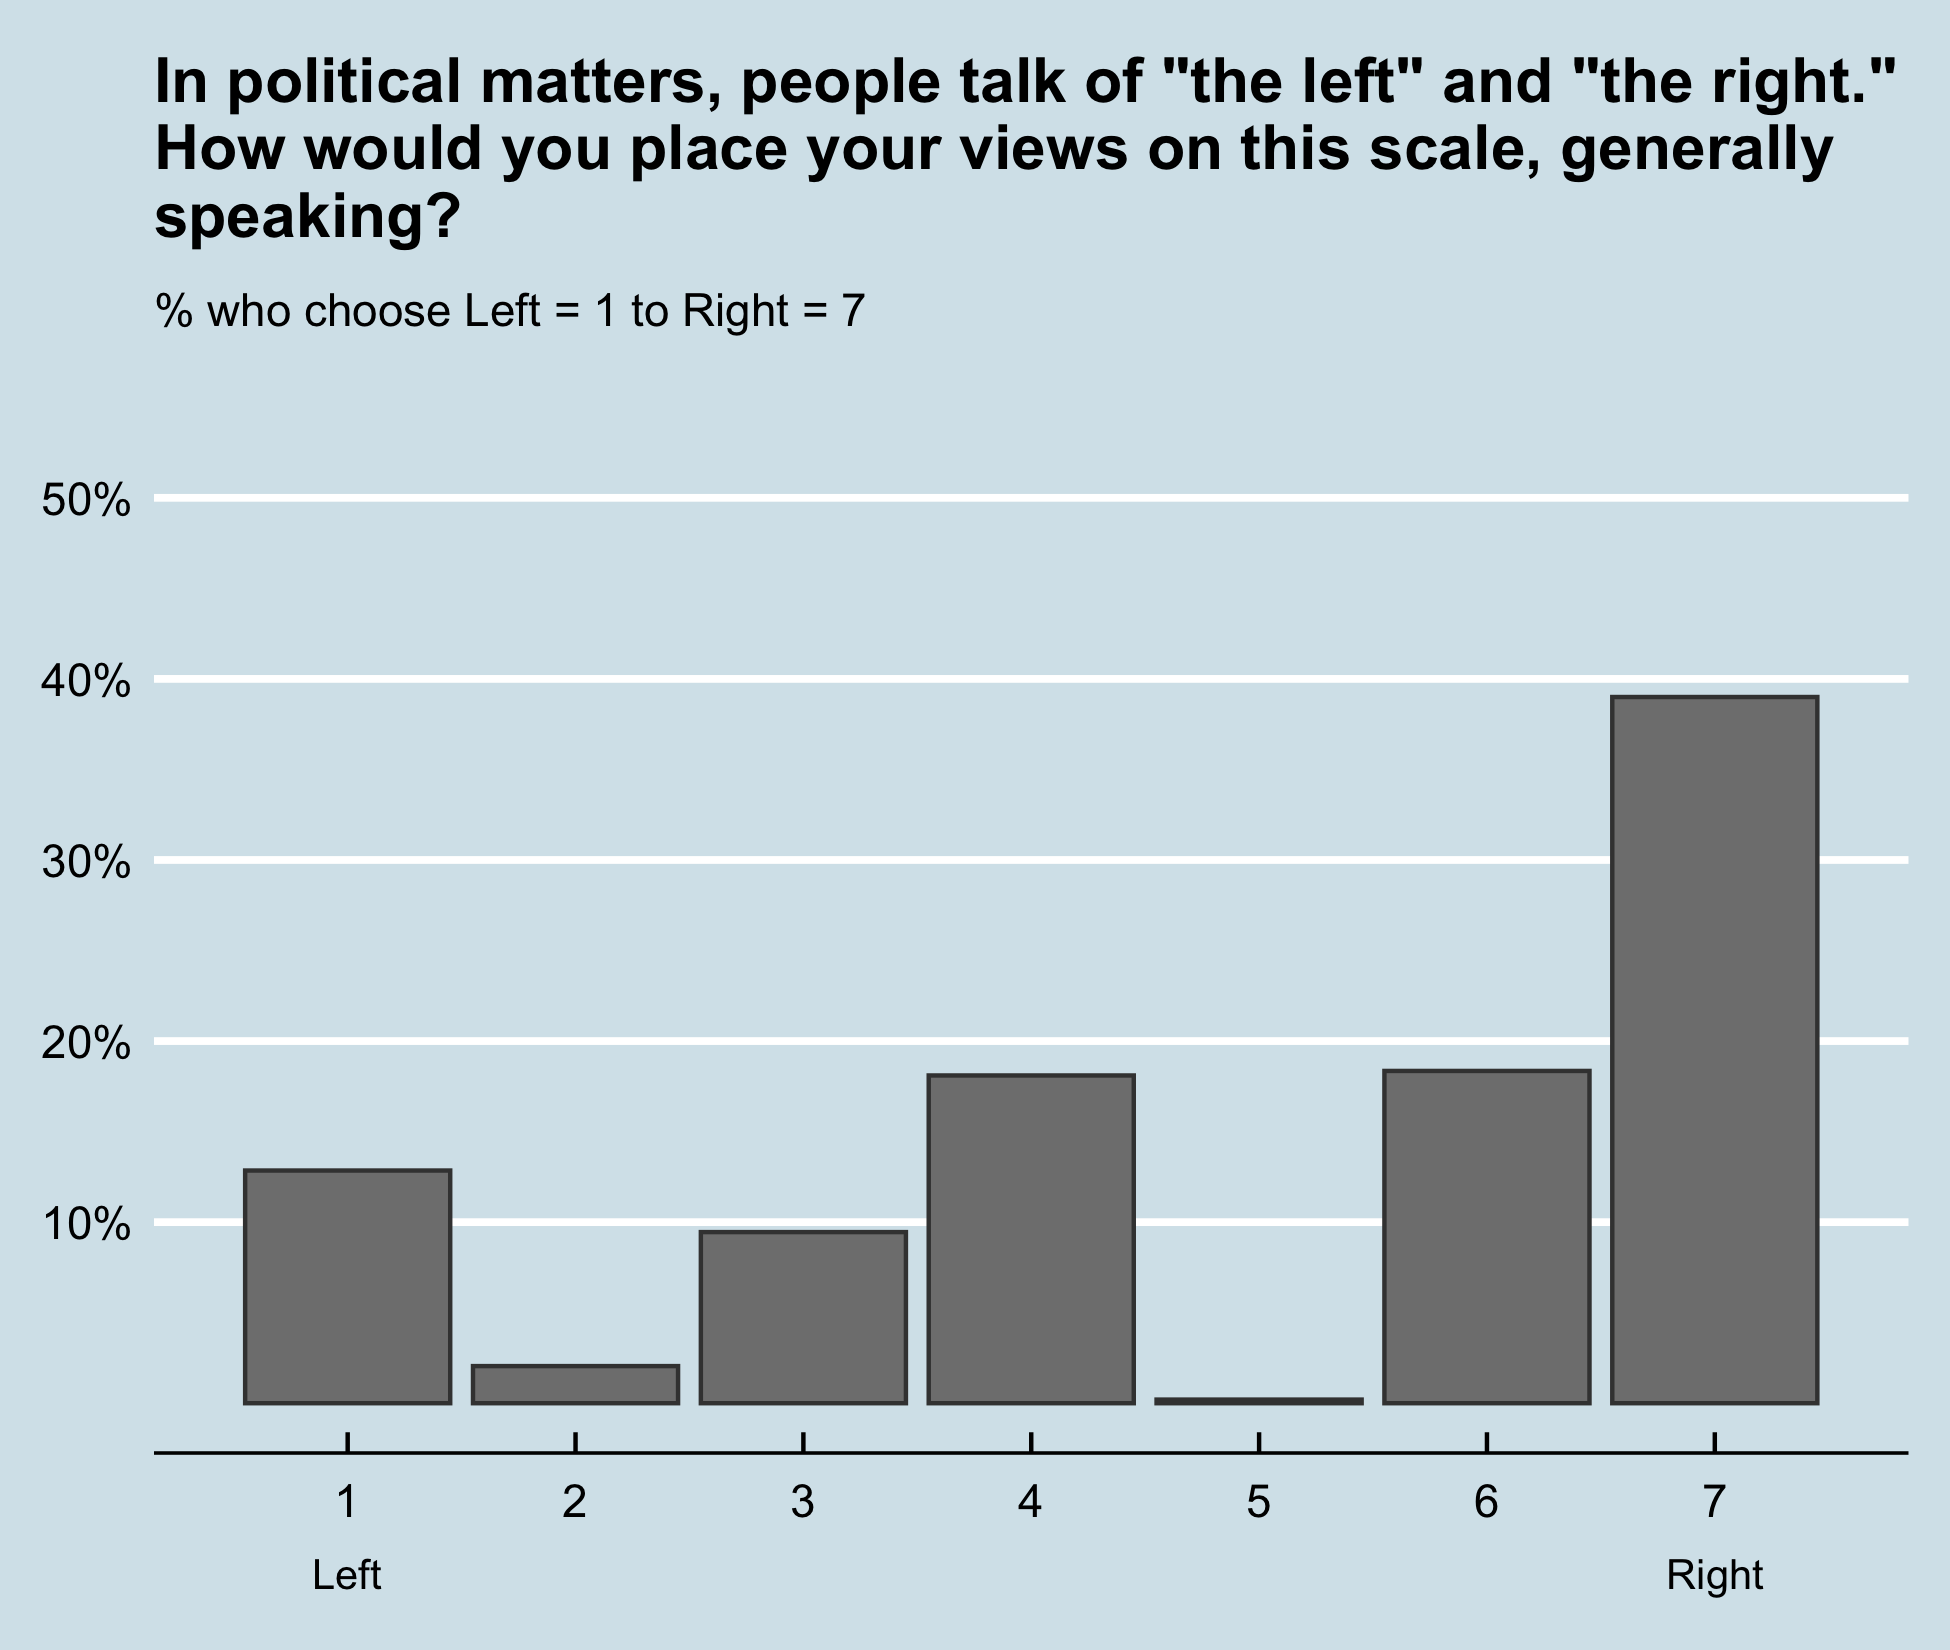 In political matters, people talk of "the left" and "the right."
How would you place your views on this scale, generally
speaking?
% who choose Left = 1 to Right = 7
50%
40%
30%
20%
10%
1 2 3 4 5 6 7
Left Right